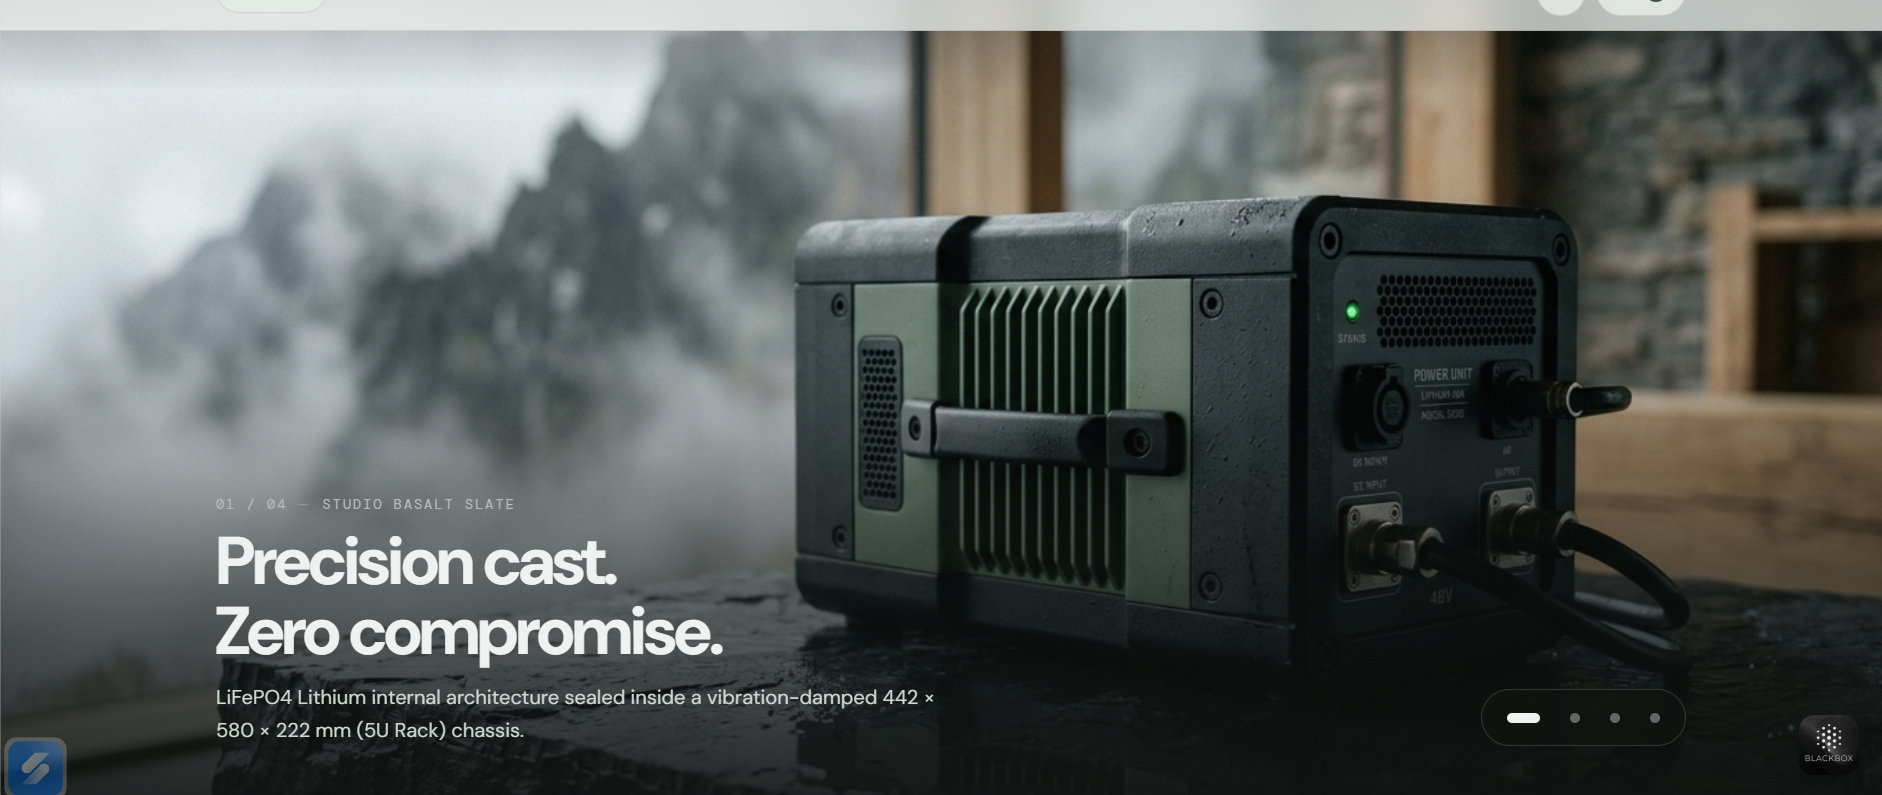 POWER UNIT
48V
01 / 04 — STUDIO BASALT SLATE
Precision cast.
Zero compromise.
LiFePO4 Lithium internal architecture sealed inside a vibration-damped 442 ×
580 × 222 mm (5U Rack) chassis.
BLACKBOX